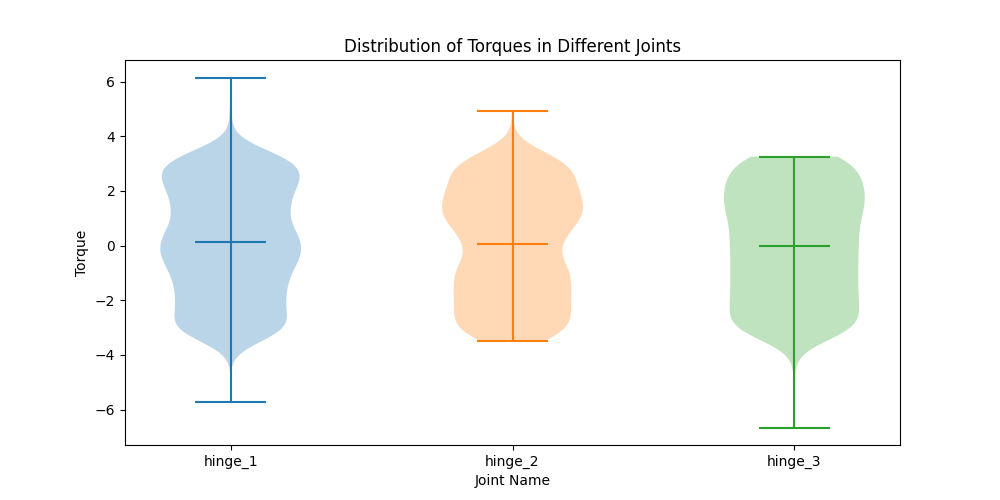 Distribution of Torques in Different Joints
Torque
6
4
2
0
−2
−4
−6
hinge_1 hinge_2 hinge_3
Joint Name